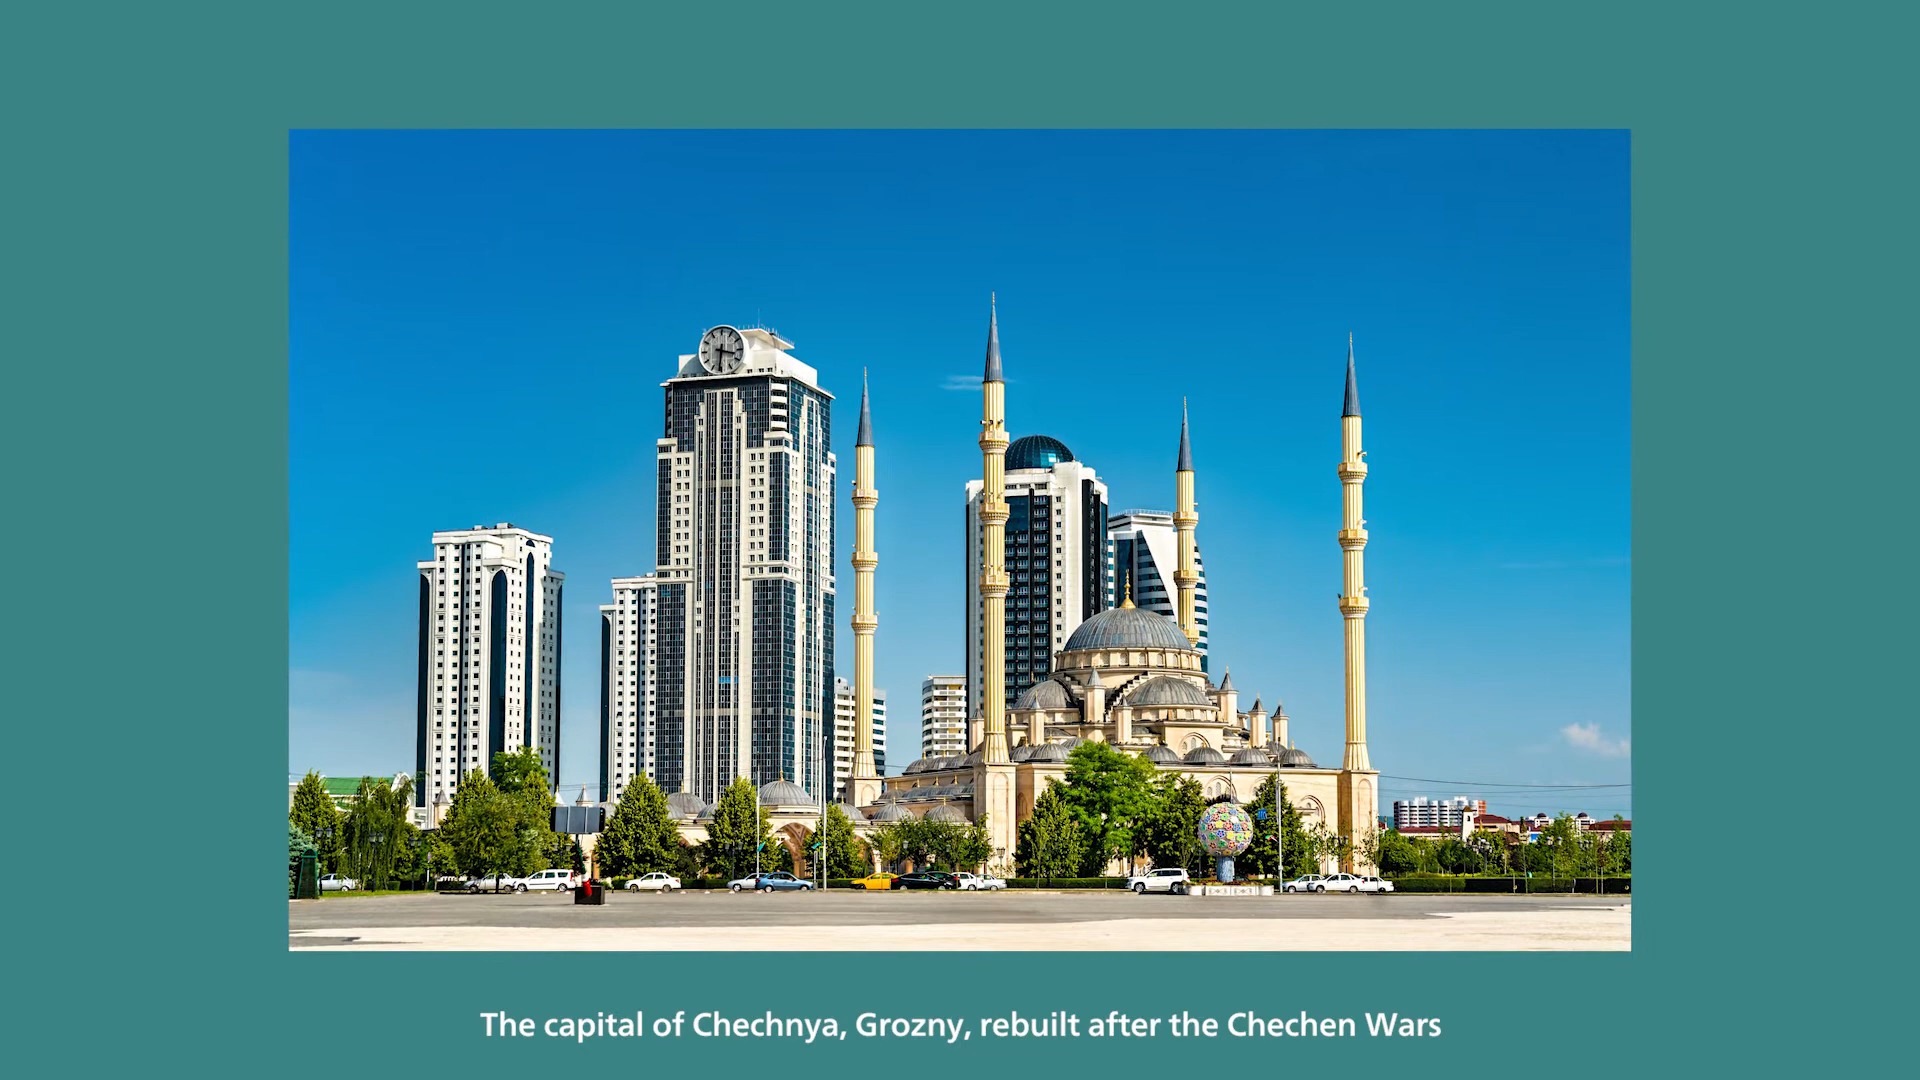 The capital of Chechnya, Grozny, rebuilt after the Chechen Wars